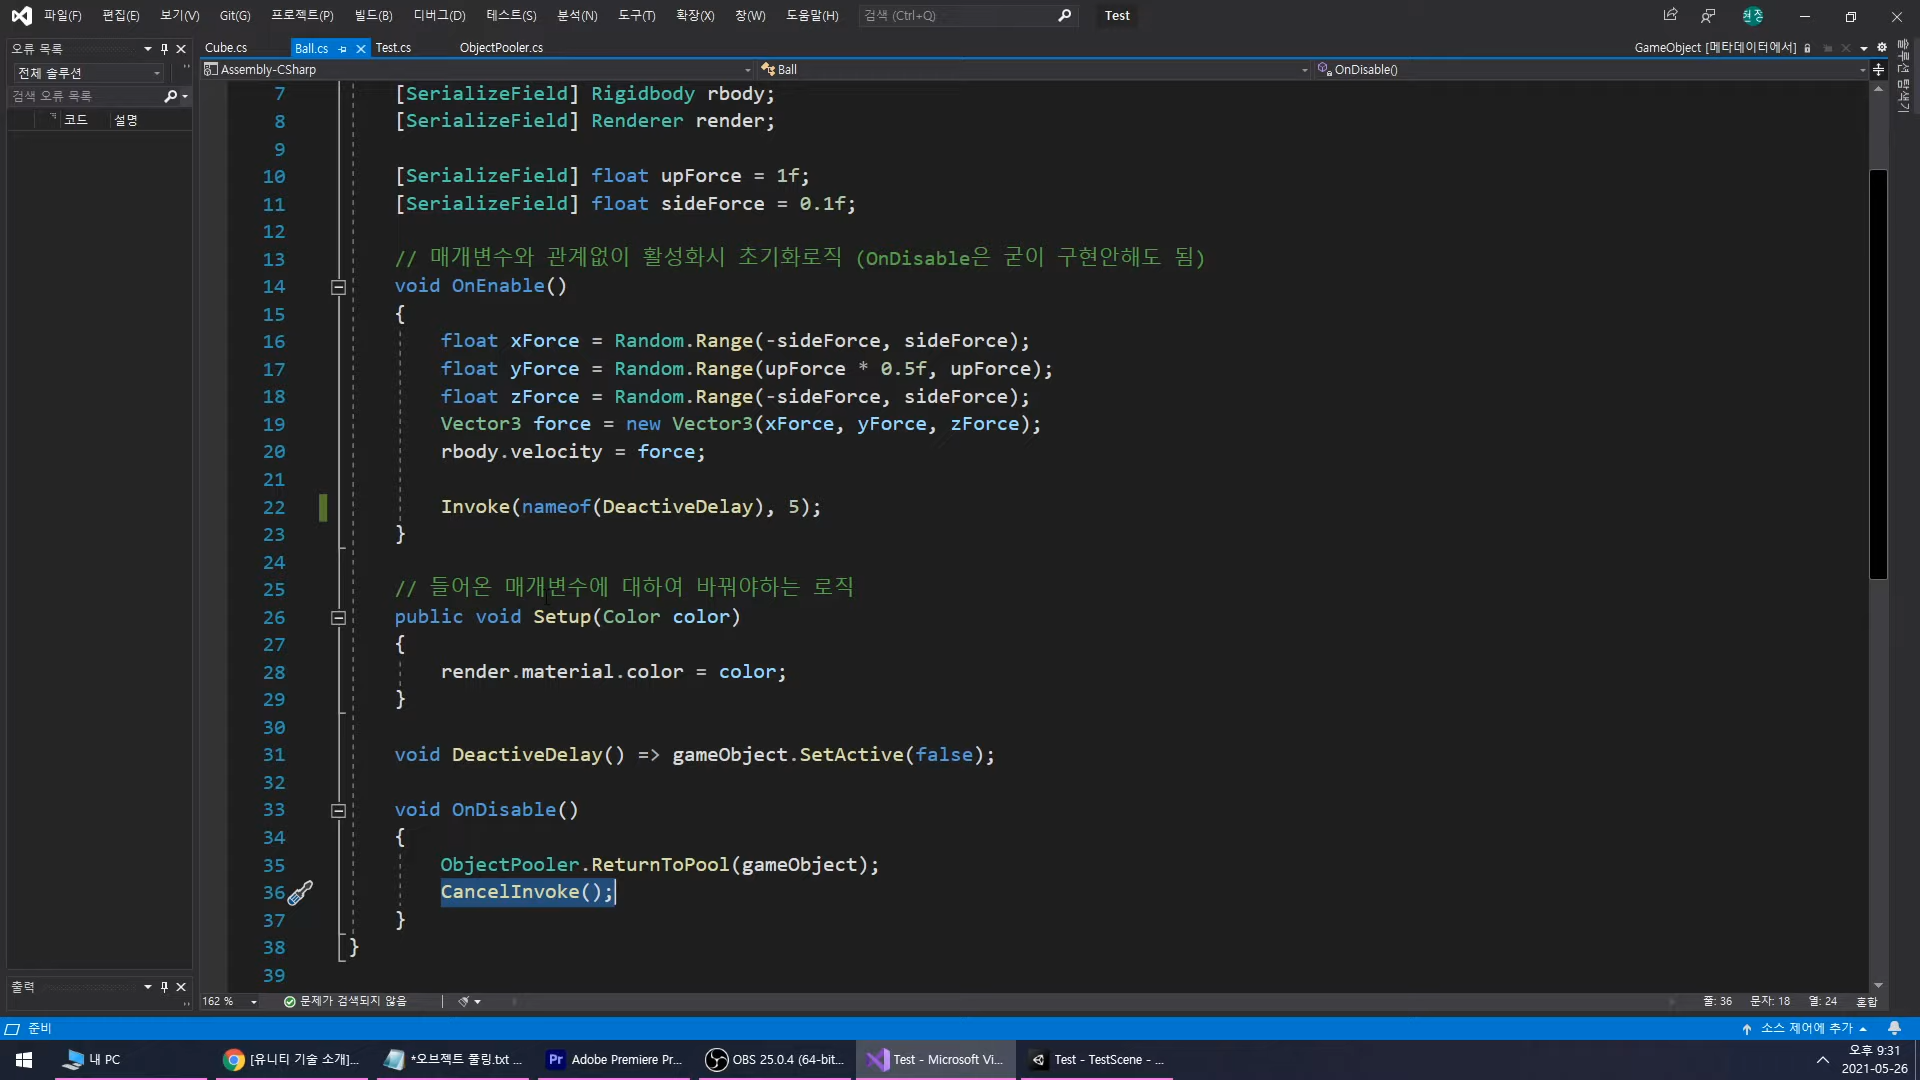 파일(F) 편집(E) 보기(V) Git(G) 프로젝트(P) 빌드(B) 디버그(D) 테스트(S) 분석(N) 도구(T) 확장(X) 창(W) 도움말(H) 검색 (Ctrl+Q) Test
오류 목록
Cube.cs Ball.cs Test.cs ObjectPooler.cs GameObject [메타데이터에서]
전체 솔루션
Assembly-CSharp Ball OnDisable()
솔루션 탐색기
검색 오류 목록
코드 설명
7 [SerializeField] Rigidbody rbody;
8 [SerializeField] Renderer render;
9
10 [SerializeField] float upForce = 1f;
11 [SerializeField] float sideForce = 0.1f;
12
13 // 매개변수와 관계없이 활성화시 초기화로직 (OnDisable은 굳이 구현안해도 됨)
14 void OnEnable()
15 {
16 float xForce = Random.Range(-sideForce, sideForce);
17 float yForce = Random.Range(upForce * 0.5f, upForce);
18 float zForce = Random.Range(-sideForce, sideForce);
19 Vector3 force = new Vector3(xForce, yForce, zForce);
20 rbody.velocity = force;
21
22 Invoke(nameof(DeactiveDelay), 5);
23 }
24
25 // 들어온 매개변수에 대하여 바꿔야하는 로직
26 public void Setup(Color color)
27 {
28 render.material.color = color;
29 }
30
31 void DeactiveDelay() => gameObject.SetActive(false);
32
33 void OnDisable()
34 {
35 ObjectPooler.ReturnToPool(gameObject);
36 CancelInvoke();
37 }
38 }
39
출력
162 % 문제가 검색되지 않음 줄: 36 문자: 18 열: 24 혼합
준비 소스 제어에 추가
내 PC [유니티 기술 소개]... *오브젝트 풀링.txt ... Adobe Premiere Pr... OBS 25.0.4 (64-bit... Test - Microsoft Vi... Test - TestScene - ...
오후 9:31
2021-05-26